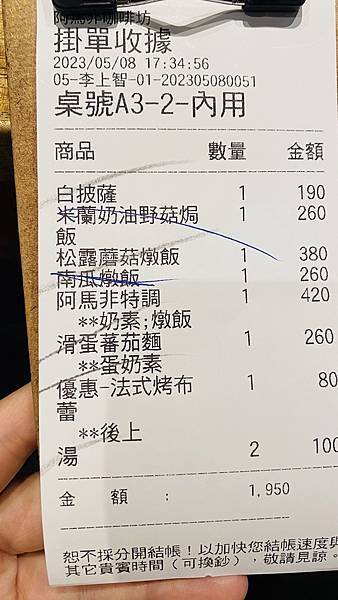 阿馬非咖啡坊
掛單收據
2023/05/08 17:34:56
05-李上智-01-202305080051
桌號A3-2-內用
商品 數量 金額
白披薩 1 190
米蘭奶油野菇焗 1 260
飯
松露蘑菇燉飯 1 380
南瓜燉飯 1 260
阿馬非特調 1 420
**奶素;燉飯
滑蛋蕃茄麵 1 260
**蛋奶素
優惠-法式烤布 1 80
蕾
**後上
湯 2 100
金 額 : 1,950
恕不採分開結帳!以加快您結帳速度與
其它貴賓時間(可換鈔),敬請見諒。